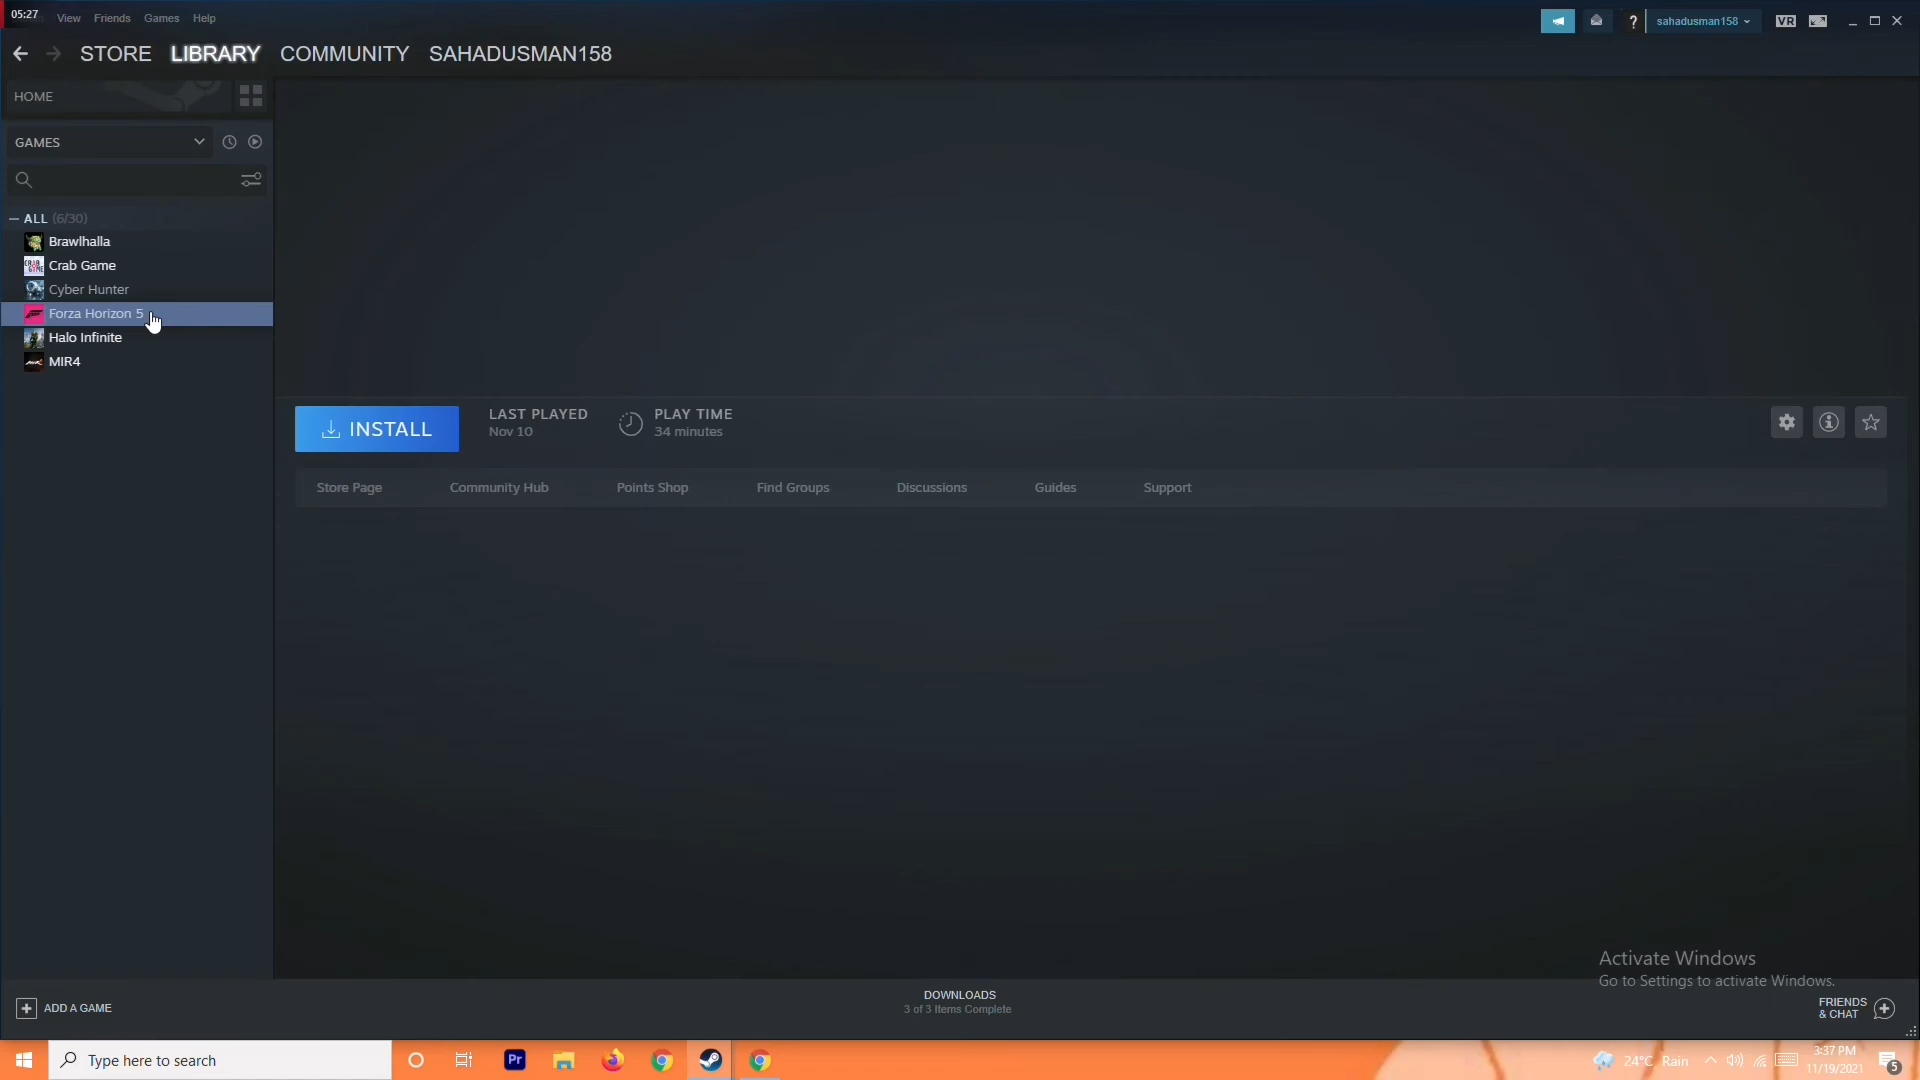 05:27
View Friends Games Help
sahadusman158
VR
STORE LIBRARY COMMUNITY SAHADUSMAN158
HOME
GAMES
ALL (6/30)
Brawlhalla
Crab Game
Cyber Hunter
Forza Horizon 5
Halo Infinite
MIR4
INSTALL
LAST PLAYED
Nov 10
PLAY TIME
34 minutes
Store Page Community Hub Points Shop Find Groups Discussions Guides Support
Activate Windows
Go to Settings to activate Windows.
ADD A GAME
DOWNLOADS
3 of 3 Items Complete
FRIENDS
& CHAT
Type here to search
Pr
24°C Rain
3:37 PM
11/19/2021
5